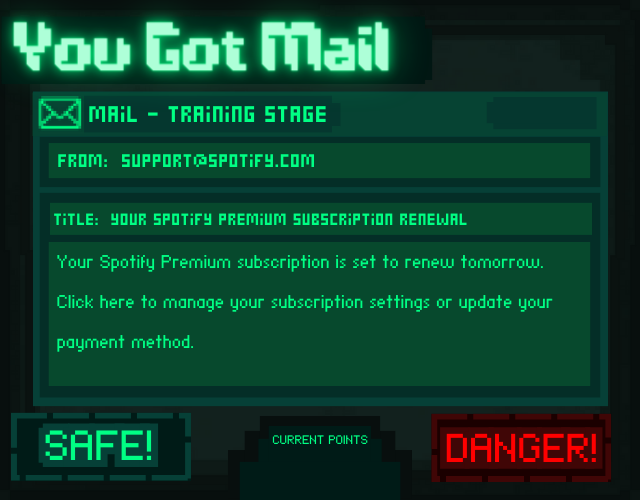 You Got Mail
MAiL - TRAiNiNG STAGE
FROM: SUPPORT@SPOTiFY.COM
TiTLE: YOUR SPOTiFY PREMiUM SUBSCRiPTiON RENEWAL
Your Spotify Premium subscription is set to renew tomorrow.
Click here to manage your subscription settings or update your
payment method.
SAFE!
CURRENT POINTS
DANGER!